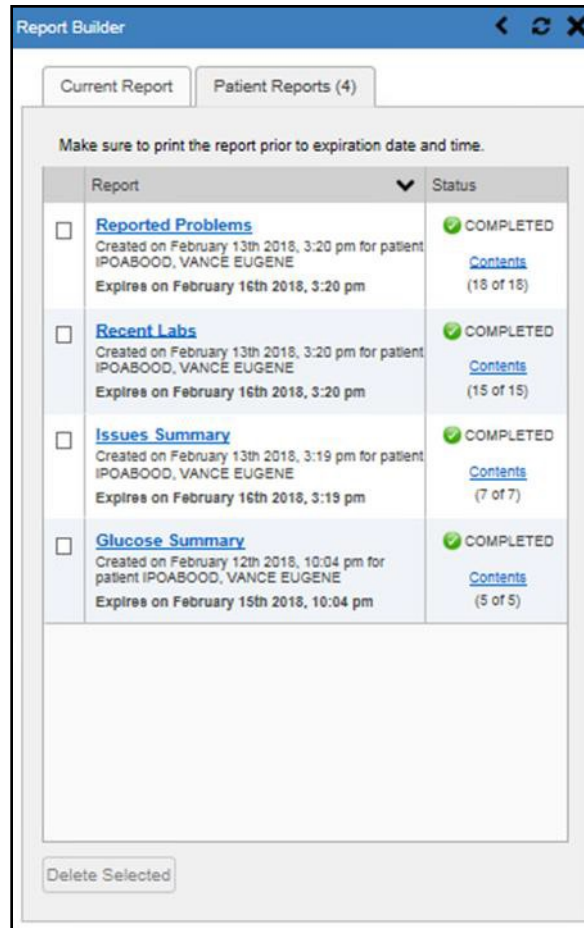 Report Builder
Current Report
Patient Reports (4)
Make sure to print the report prior to expiration date and time.
Report
Status
Reported Problems
Created on February 13th 2018, 3:20 pm for patient
IPOABOOD, VANCE EUGENE
Expires on February 16th 2018, 3:20 pm
COMPLETED
Contents
(18 of 18)
Recent Labs
Created on February 13th 2018, 3:20 pm for patient
IPOABOOD, VANCE EUGENE
Expires on February 16th 2018, 3:20 pm
COMPLETED
Contents
(15 of 15)
Issues Summary
Created on February 13th 2018, 3:19 pm for patient
IPOABOOD, VANCE EUGENE
Expires on February 16th 2018, 3:19 pm
COMPLETED
Contents
(7 of 7)
Glucose Summary
Created on February 12th 2018, 10:04 pm for
patient IPOABOOD, VANCE EUGENE
Expires on February 15th 2018, 10:04 pm
COMPLETED
Contents
(5 of 5)
Delete Selected